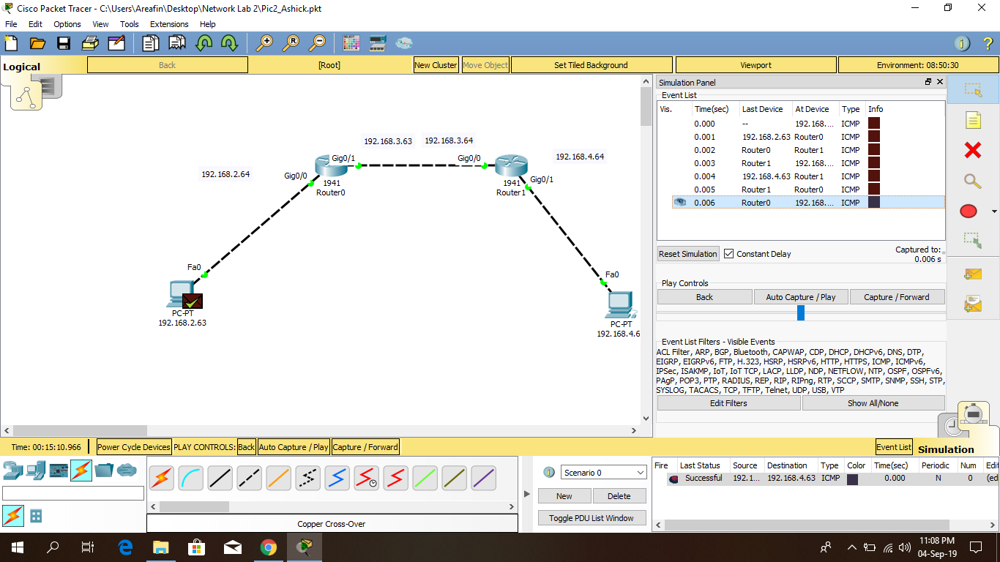 Cisco Packet Tracer - C:\Users\Areafin\Desktop\Network Lab 2\Pic2_Ashick.pkt
File Edit Options View Tools Extensions Help
Logical
Back
[Root]
New Cluster
Move Object
Set Tiled Background
Viewport
Environment: 08:50:30
192.168.3.63
192.168.3.64
192.168.4.64
192.168.2.64
Gig0/1
Gig0/0
Gig0/0
Gig0/1
1941
Router0
1941
Router1
Fa0
Fa0
PC-PT
192.168.2.63
PC-PT
192.168.4.6
Simulation Panel
Event List
Vis. Time(sec) Last Device At Device Type Info
0.000 -- 192.168.... ICMP
0.001 192.168.2.63 Router0 ICMP
0.002 Router0 Router1 ICMP
0.003 Router1 192.168.... ICMP
0.004 192.168.4.63 Router1 ICMP
0.005 Router1 Router0 ICMP
0.006 Router0 192.168.... ICMP
Reset Simulation
Constant Delay
Captured to:
0.006 s
Play Controls
Back
Auto Capture / Play
Capture / Forward
Event List Filters - Visible Events
ACL Filter, ARP, BGP, Bluetooth, CAPWAP, CDP, DHCP, DHCPv6, DNS, DTP,
EIGRP, EIGRPv6, FTP, H.323, HSRP, HSRPv6, HTTP, HTTPS, ICMP, ICMPv6,
IPSec, ISAKMP, IoT, IoT TCP, LACP, LLDP, NDP, NETFLOW, NTP, OSPF, OSPFv6,
PAgP, POP3, PTP, RADIUS, REP, RIP, RIPng, RTP, SCCP, SMTP, SNMP, SSH, STP,
SYSLOG, TACACS, TCP, TFTP, Telnet, UDP, USB, VTP
Edit Filters
Show All/None
Time: 00:15:10.966
Power Cycle Devices
PLAY CONTROLS:
Back
Auto Capture / Play
Capture / Forward
Event List
Simulation
Copper Cross-Over
Scenario 0
New
Delete
Toggle PDU List Window
Fire Last Status Source Destination Type Color Time(sec) Periodic Num Edit
Successful 192.1... 192.168.4.63 ICMP 0.000 N 0 (ed
11:08 PM
04-Sep-19